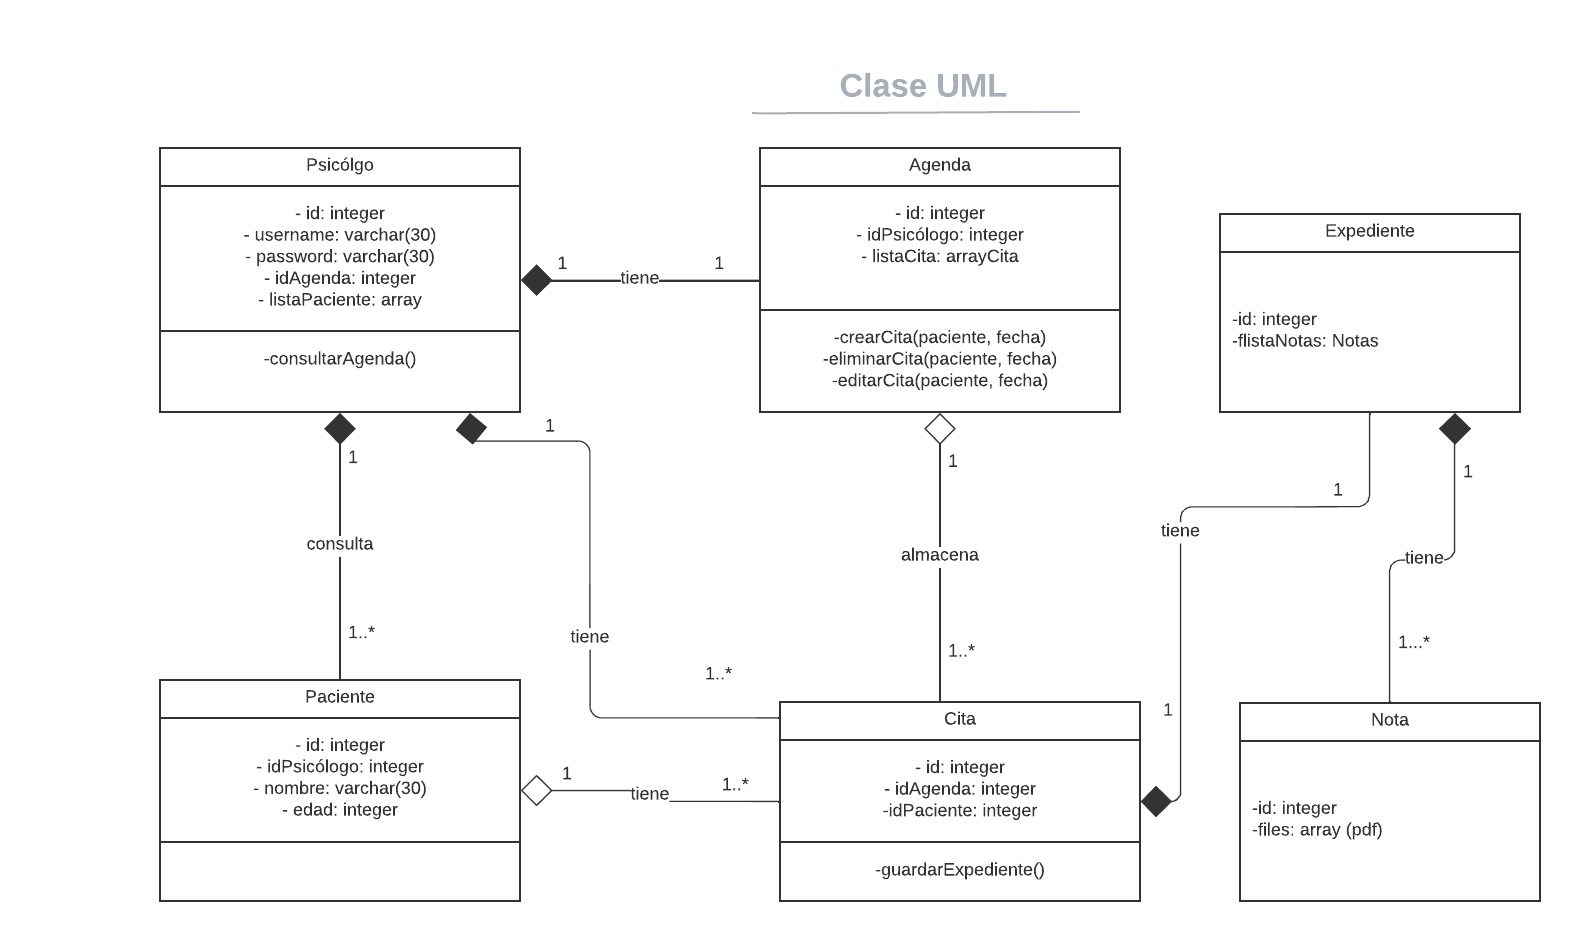 Clase UML
Psicólgo
- id: integer
- username: varchar(30)
- password: varchar(30)
- idAgenda: integer
- listaPaciente: array
-consultarAgenda()
1
tiene
1
Agenda
- id: integer
- idPsicólogo: integer
- listaCita: arrayCita
-crearCita(paciente, fecha)
-eliminarCita(paciente, fecha)
-editarCita(paciente, fecha)
Expediente
-id: integer
-flistaNotas: Notas
1
consulta
1..*
1
tiene
1..*
1
almacena
1..*
1
tiene
1
1
tiene
1...*
Paciente
- id: integer
- idPsicólogo: integer
- nombre: varchar(30)
- edad: integer
1
tiene
1..*
Cita
- id: integer
- idAgenda: integer
-idPaciente: integer
-guardarExpediente()
Nota
-id: integer
-files: array (pdf)